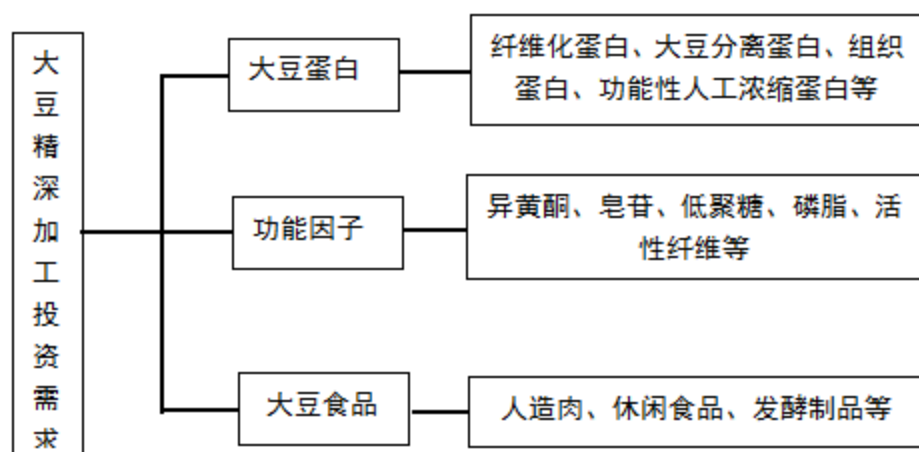 大豆精深加工投资需求
大豆蛋白
纤维化蛋白、大豆分离蛋白、组织
蛋白、功能性人工浓缩蛋白等
功能因子
异黄酮、皂苷、低聚糖、磷脂、活
性纤维等
大豆食品
人造肉、休闲食品、发酵制品等